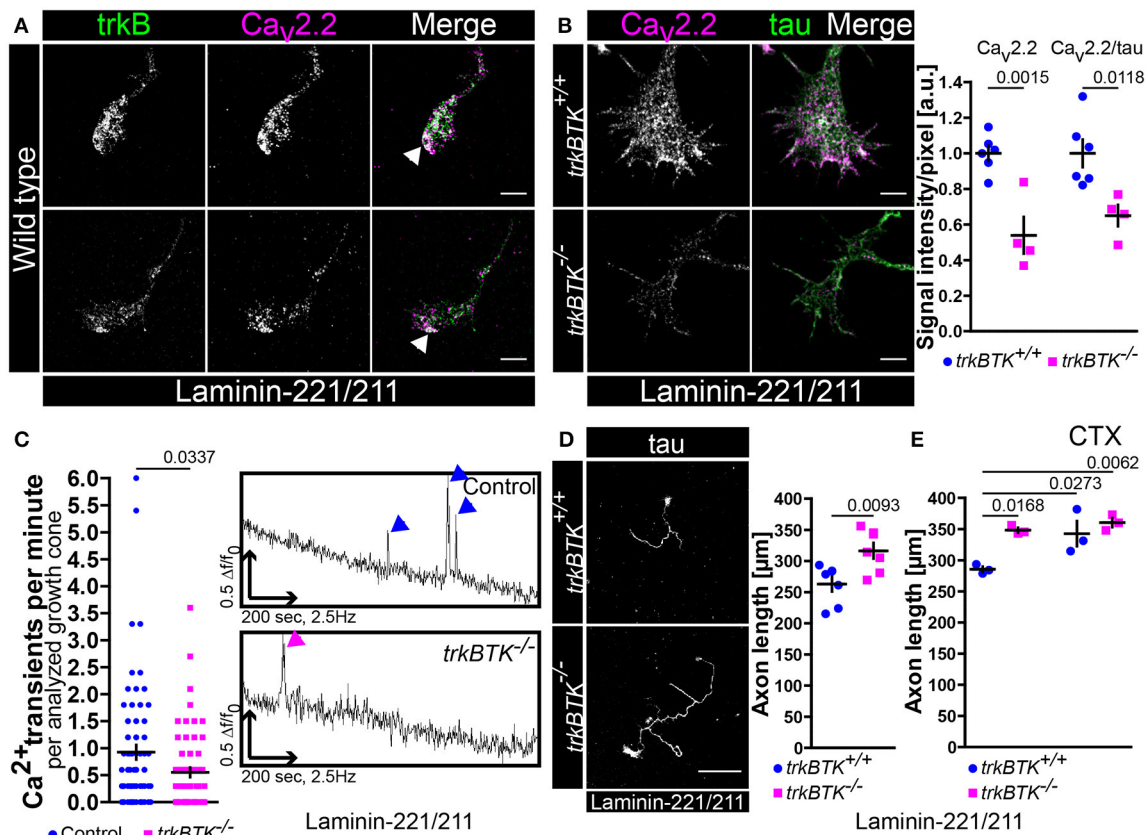 A
trkB
Cav2.2
Merge
Wild type
Laminin-221/211
B
Cav2.2
tau
Merge
trkBTK+/+
trkBTK-/-
Laminin-221/211
Cav2.2
Cav2.2/tau
0.0015
0.0118
Signal intensity/pixel [a.u.]
1.4
1.2
1.0
0.8
0.6
0.4
0.2
0.0
trkBTK+/+
trkBTK-/-
C
0.0337
Ca2+transients per minute
per analyzed growth cone
6.0
5.5
5.0
4.5
4.0
3.5
3.0
2.5
2.0
1.5
1.0
0.5
0.0
Control
trkBTK-/-
Control
0.5 Δf/f0
200 sec, 2.5Hz
trkBTK-/-
0.5 Δf/f0
200 sec, 2.5Hz
Laminin-221/211
D
tau
trkBTK+/+
trkBTK-/-
Laminin-221/211
0.0093
Axon length [µm]
400
350
300
250
200
150
100
50
0
trkBTK+/+
trkBTK-/-
E
CTX
0.0062
0.0273
0.0168
Axon length [µm]
400
350
300
250
200
150
100
50
0
trkBTK+/+
trkBTK-/-
Laminin-221/211